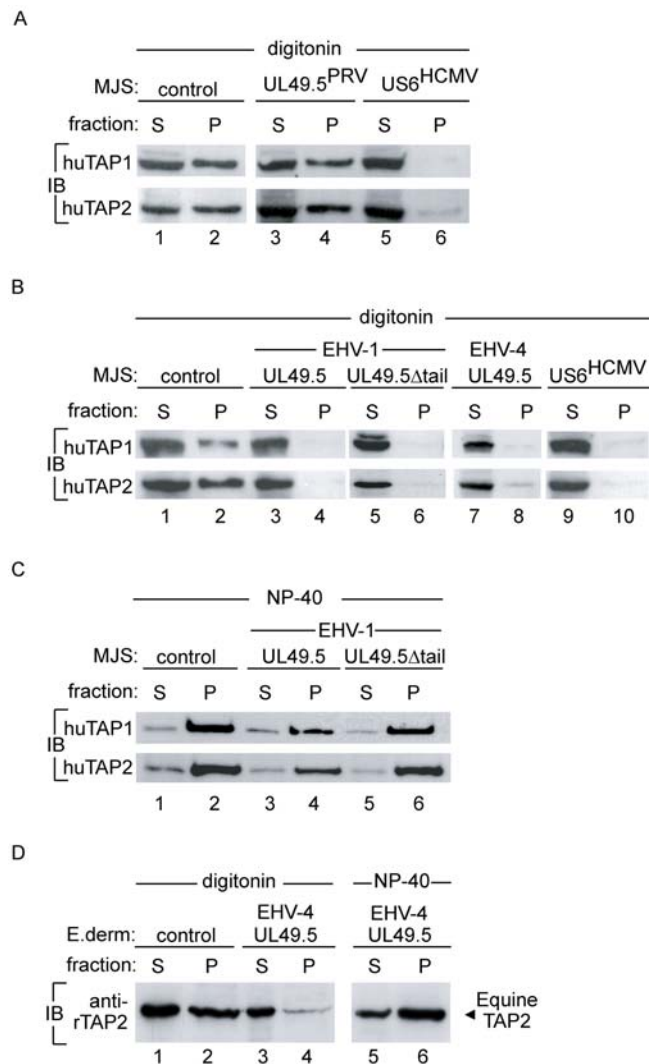 A
digitonin
MJS: control UL49.5PRV US6HCMV
fraction: S P S P S P
IB huTAP1
huTAP2
1 2 3 4 5 6
B
digitonin
EHV-1 EHV-4
MJS: control UL49.5 UL49.5Δtail UL49.5 US6HCMV
fraction: S P S P S P S P S P
IB huTAP1
huTAP2
1 2 3 4 5 6 7 8 9 10
C
NP-40
EHV-1
MJS: control UL49.5 UL49.5Δtail
fraction: S P S P S P
IB huTAP1
huTAP2
1 2 3 4 5 6
D
digitonin NP-40
EHV-4 EHV-4
E.derm: control UL49.5 UL49.5
fraction: S P S P S P
IB anti-
rTAP2
Equine
TAP2
1 2 3 4 5 6